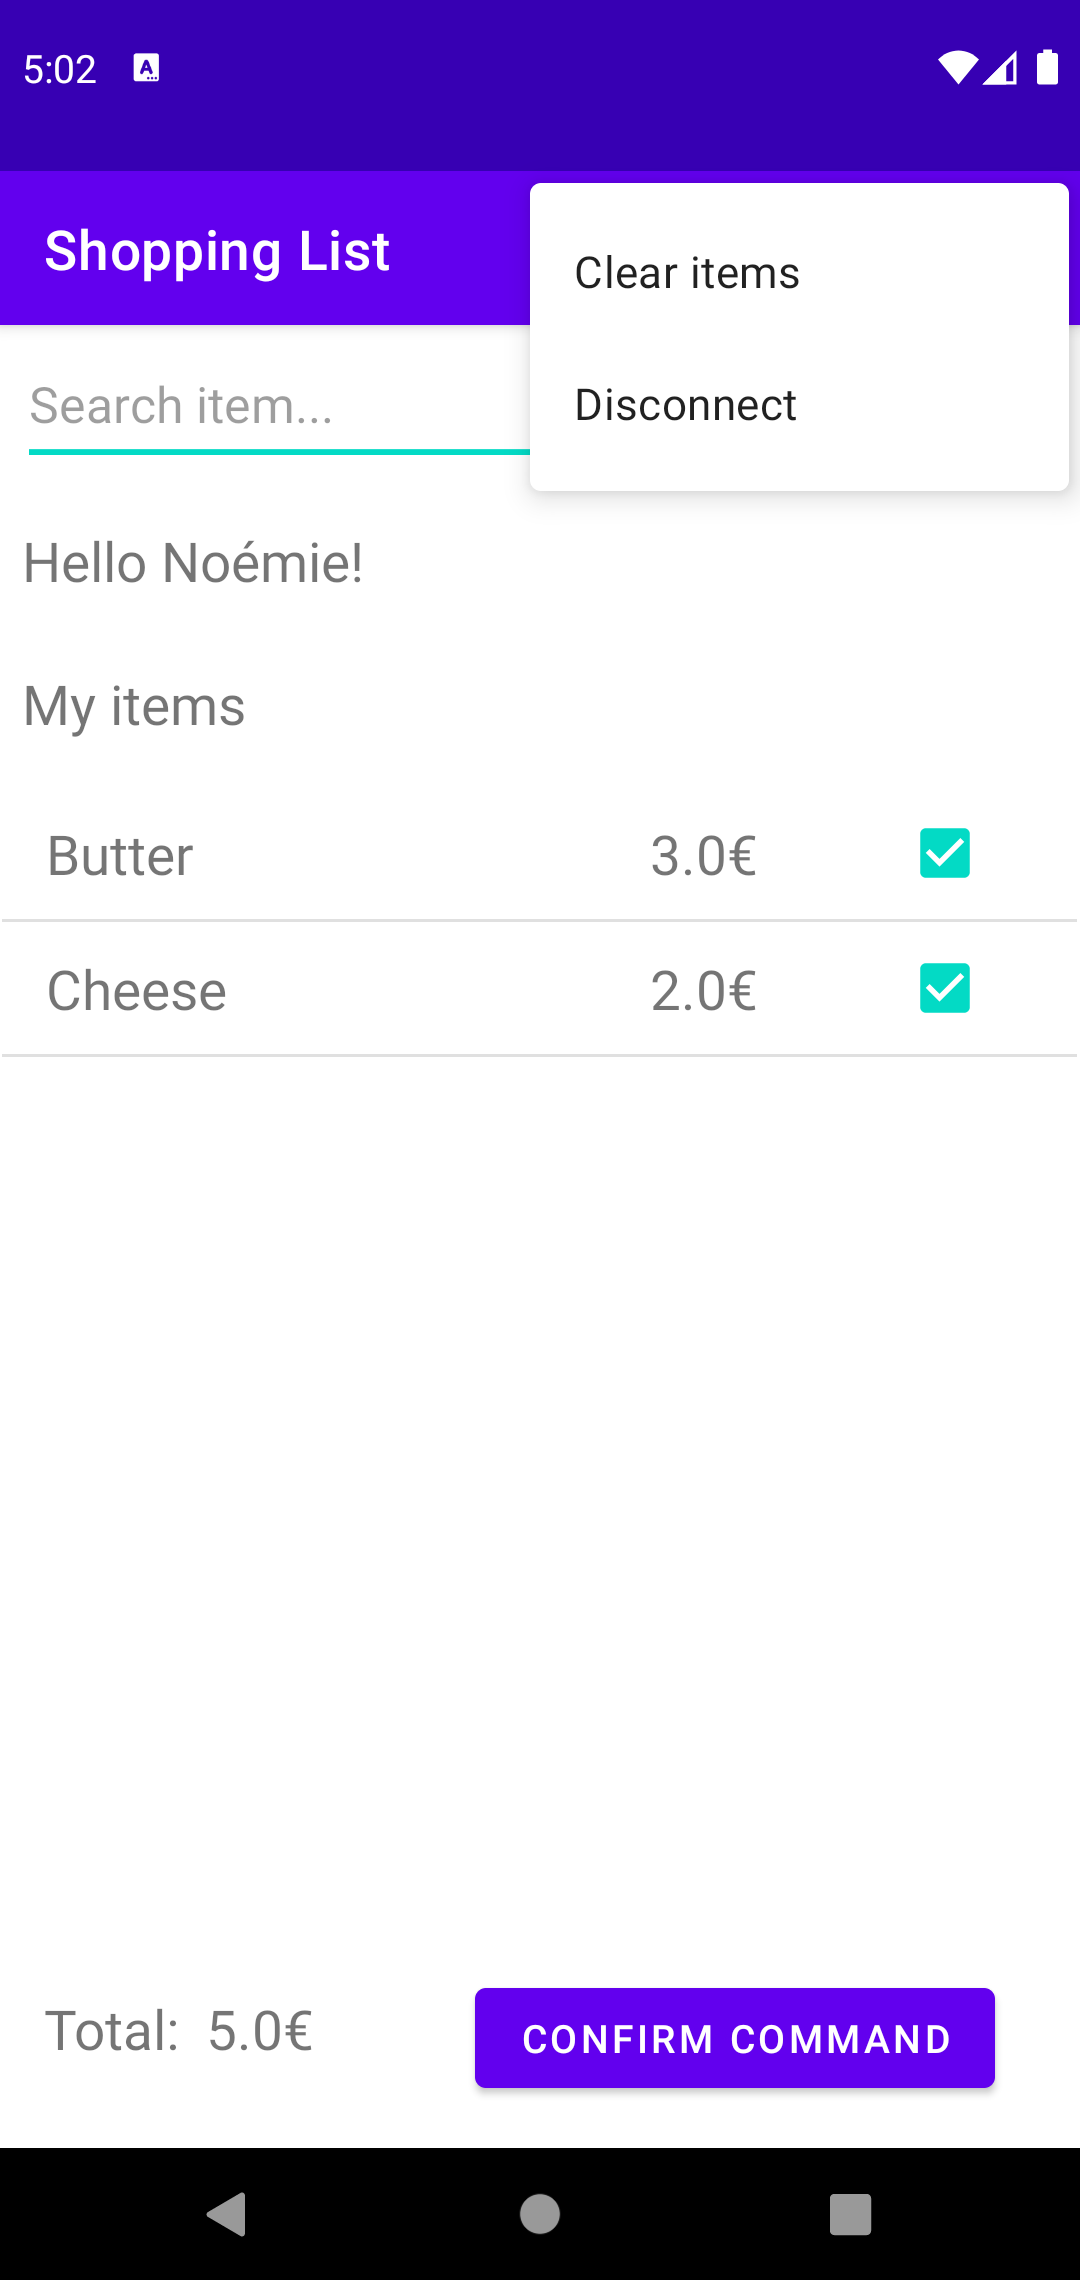 5:02
Shopping List
Clear items
Disconnect
Search item...
Hello Noémie!
My items
Butter 3.0€
Cheese 2.0€
Total: 5.0€ CONFIRM COMMAND